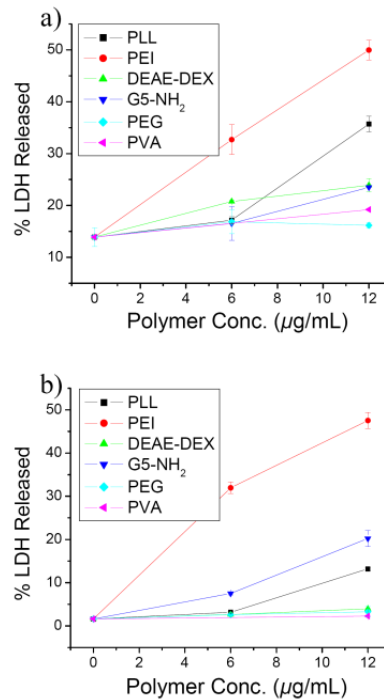 a)
PLL
PEI
DEAE-DEX
G5-NH₂
PEG
PVA
% LDH Released
50
40
30
20
10
0 2 4 6 8 10 12
Polymer Conc. (µg/mL)
b)
PLL
PEI
DEAE-DEX
G5-NH₂
PEG
PVA
% LDH Released
50
40
30
20
10
0
0 2 4 6 8 10 12
Polymer Conc. (µg/mL)